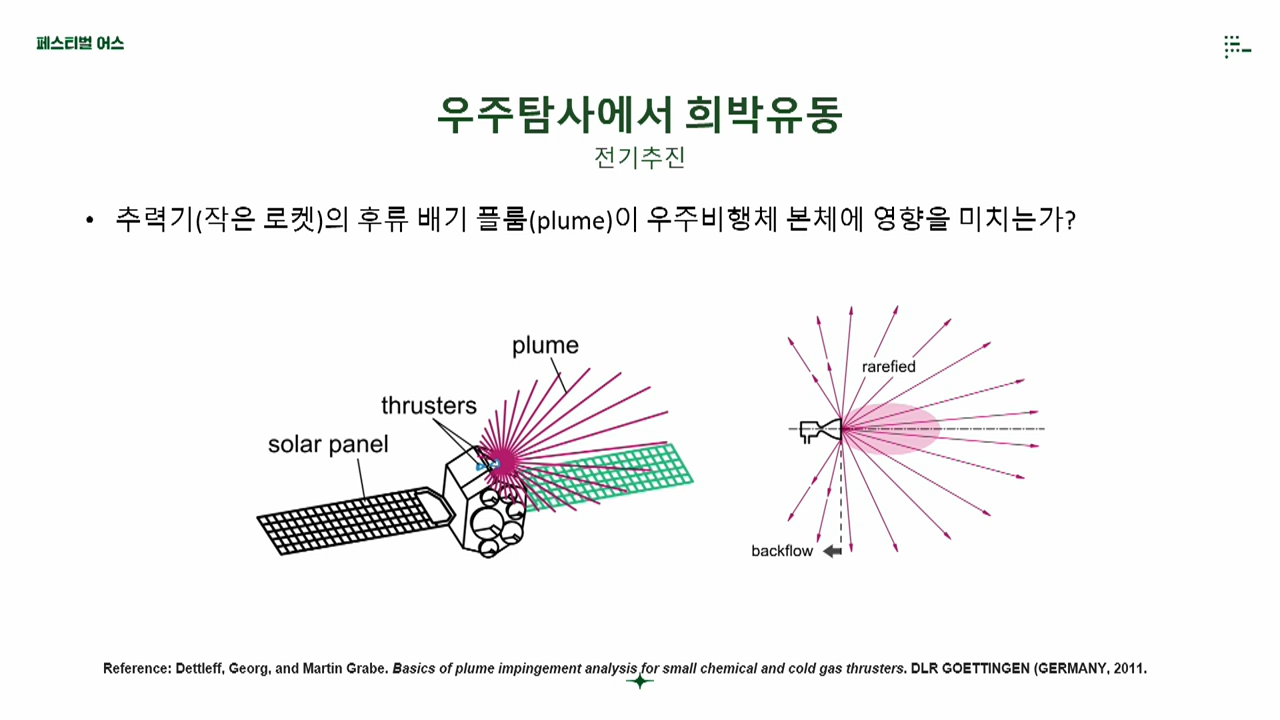 페스티벌 어스
우주탐사에서 희박유동
전기추진
• 추력기(작은 로켓)의 후류 배기 플룸(plume)이 우주비행체 본체에 영향을 미치는가?
plume
thrusters
solar panel
rarefied
backflow
Reference: Dettleff, Georg, and Martin Grabe. Basics of plume impingement analysis for small chemical and cold gas thrusters. DLR GOETTINGEN (GERMANY, 2011.